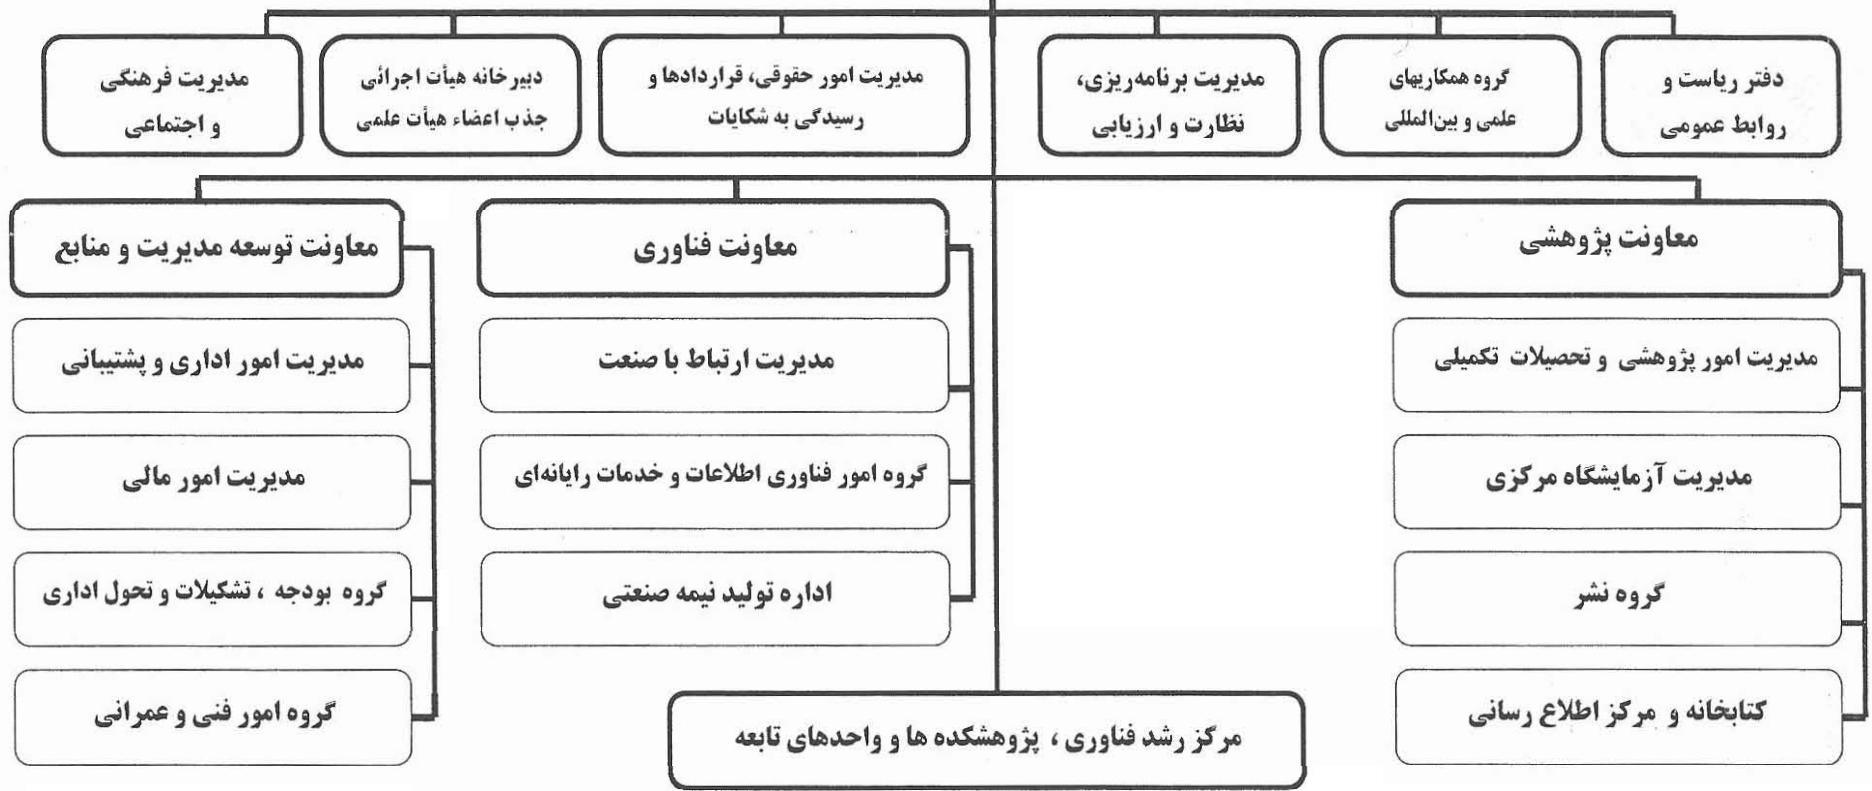 دفتر ریاست و
روابط عمومی
گروه همکاریهای
علمی و بین‌المللی
مدیریت برنامه‌ریزی،
نظارت و ارزیابی
مدیریت امور حقوقی، قراردادها و
رسیدگی به شکایات
دبیرخانه هیأت اجرائی
جذب اعضاء هیأت علمی
مدیریت فرهنگی
و اجتماعی
معاونت پژوهشی
مدیریت امور پژوهشی و تحصیلات تکمیلی
مدیریت آزمایشگاه مرکزی
گروه نشر
کتابخانه و مرکز اطلاع رسانی
معاونت فناوری
مدیریت ارتباط با صنعت
گروه امور فناوری اطلاعات و خدمات رایانه‌ای
اداره تولید نیمه صنعتی
معاونت توسعه مدیریت و منابع
مدیریت امور اداری و پشتیبانی
مدیریت امور مالی
گروه بودجه ، تشکیلات و تحول اداری
گروه امور فنی و عمرانی
مرکز رشد فناوری ، پژوهشکده ها و واحدهای تابعه